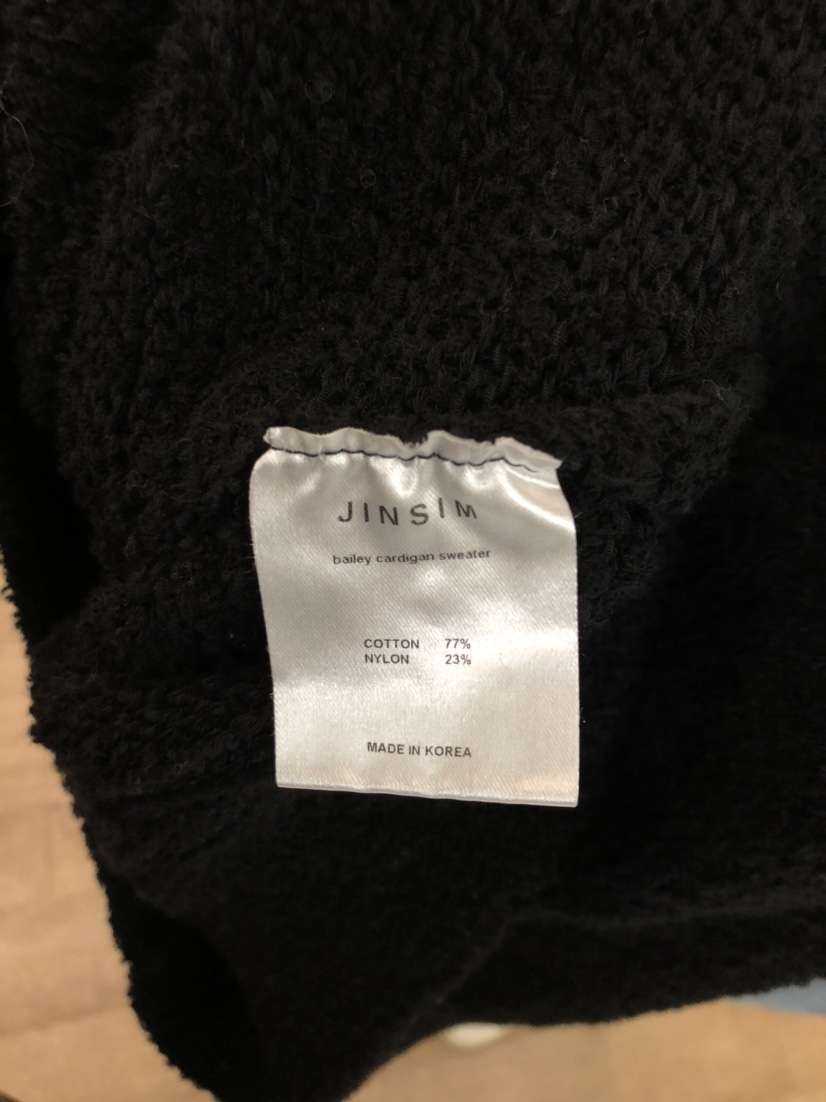 JINSIM
bailey cardigan sweater
COTTON 77%
NYLON 23%
MADE IN KOREA